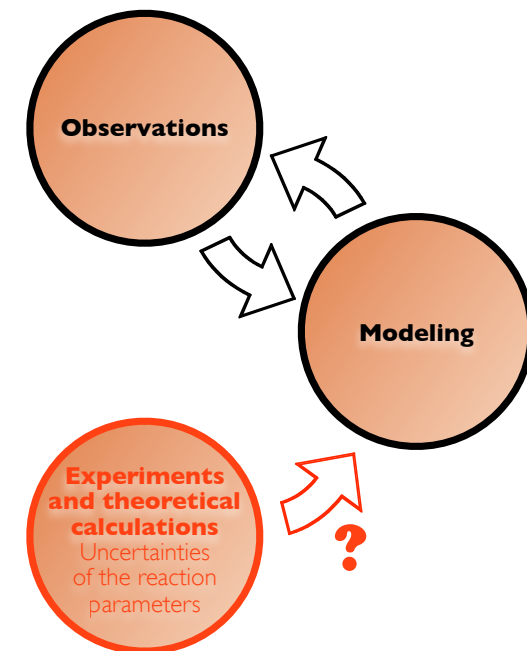 Observations
Modeling
Experiments
and theoretical
calculations
Uncertainties
of the reaction
parameters
?